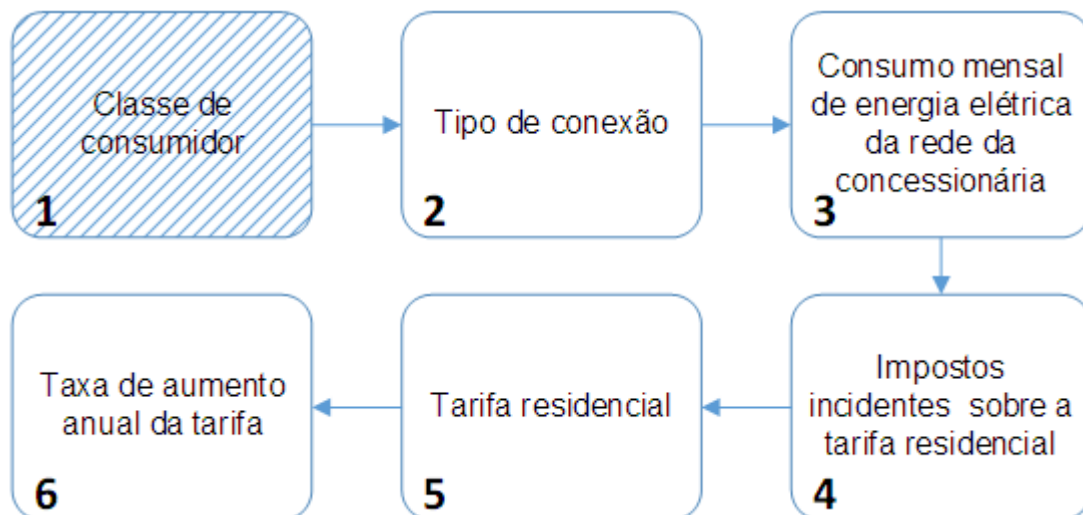 Classe de
consumidor
1
Tipo de conexão
2
Consumo mensal
de energia elétrica
da rede da
concessionária
3
Impostos
incidentes sobre a
tarifa residencial
4
Tarifa residencial
5
Taxa de aumento
anual da tarifa
6